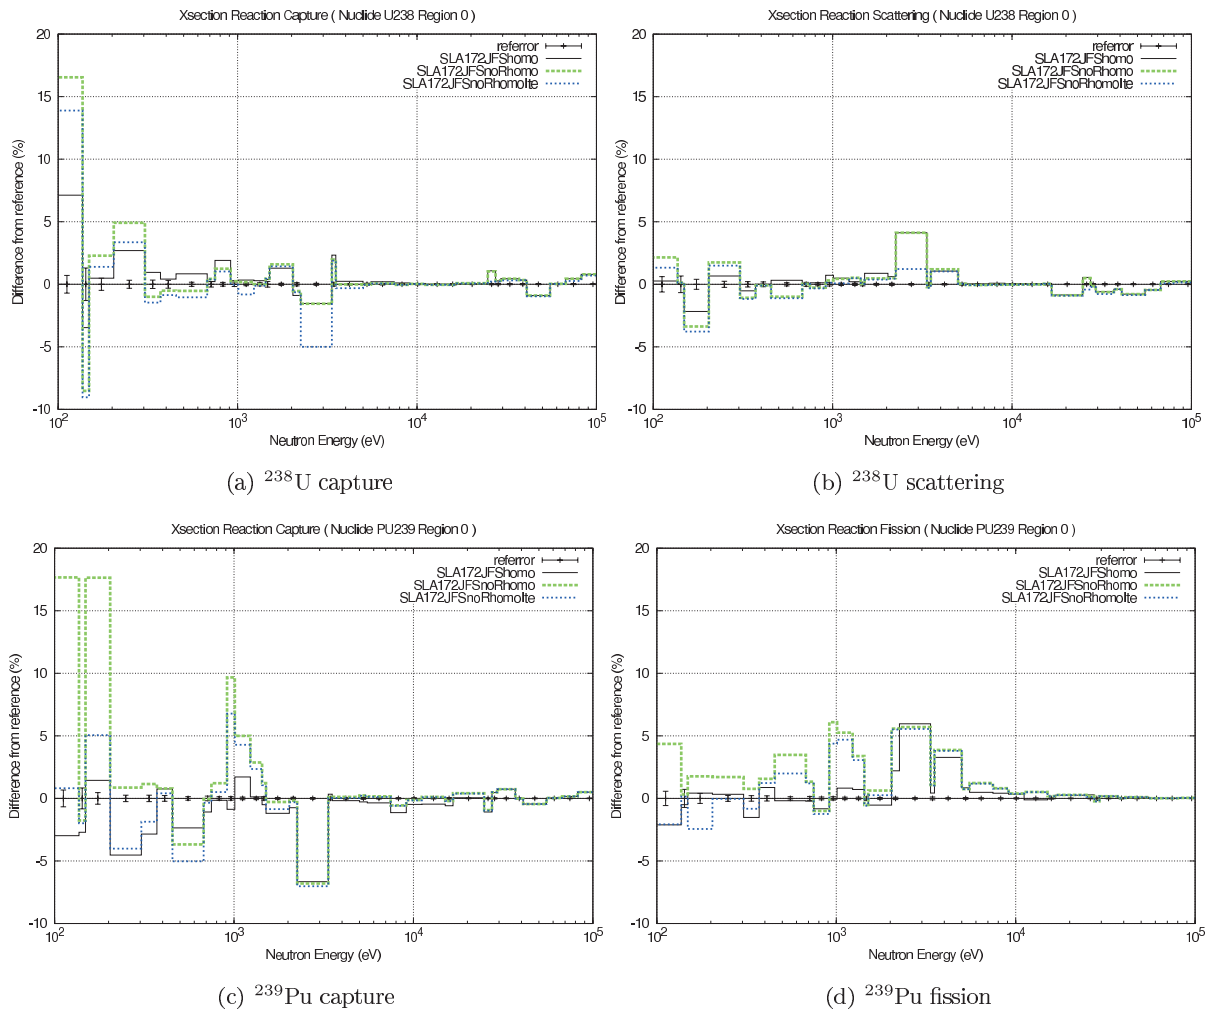 Xsection Reaction Capture ( Nuclide U238 Region 0 )
20
15
10
5
0
-5
-10
Difference from reference (%)
referror
SLA172JFShomo
SLA172JFSnoRhomo
SLA172JFSnoRhomoIte
10²
10³
10⁴
10⁵
Neutron Energy (eV)
(a) ²³⁸U capture
Xsection Reaction Scattering ( Nuclide U238 Region 0 )
20
15
10
5
0
-5
-10
Difference from reference (%)
referror
SLA172JFShomo
SLA172JFSnoRhomo
SLA172JFSnoRhomoIte
10²
10³
10⁴
10⁵
Neutron Energy (eV)
(b) ²³⁸U scattering
Xsection Reaction Capture ( Nuclide PU239 Region 0 )
20
15
10
5
0
-5
-10
Difference from reference (%)
referror
SLA172JFShomo
SLA172JFSnoRhomo
SLA172JFSnoRhomoIte
10²
10³
10⁴
10⁵
Neutron Energy (eV)
(c) ²³⁹Pu capture
Xsection Reaction Fission ( Nuclide PU239 Region 0 )
20
15
10
5
0
-5
-10
Difference from reference (%)
referror
SLA172JFShomo
SLA172JFSnoRhomo
SLA172JFSnoRhomoIte
10²
10³
10⁴
10⁵
Neutron Energy (eV)
(d) ²³⁹Pu fission